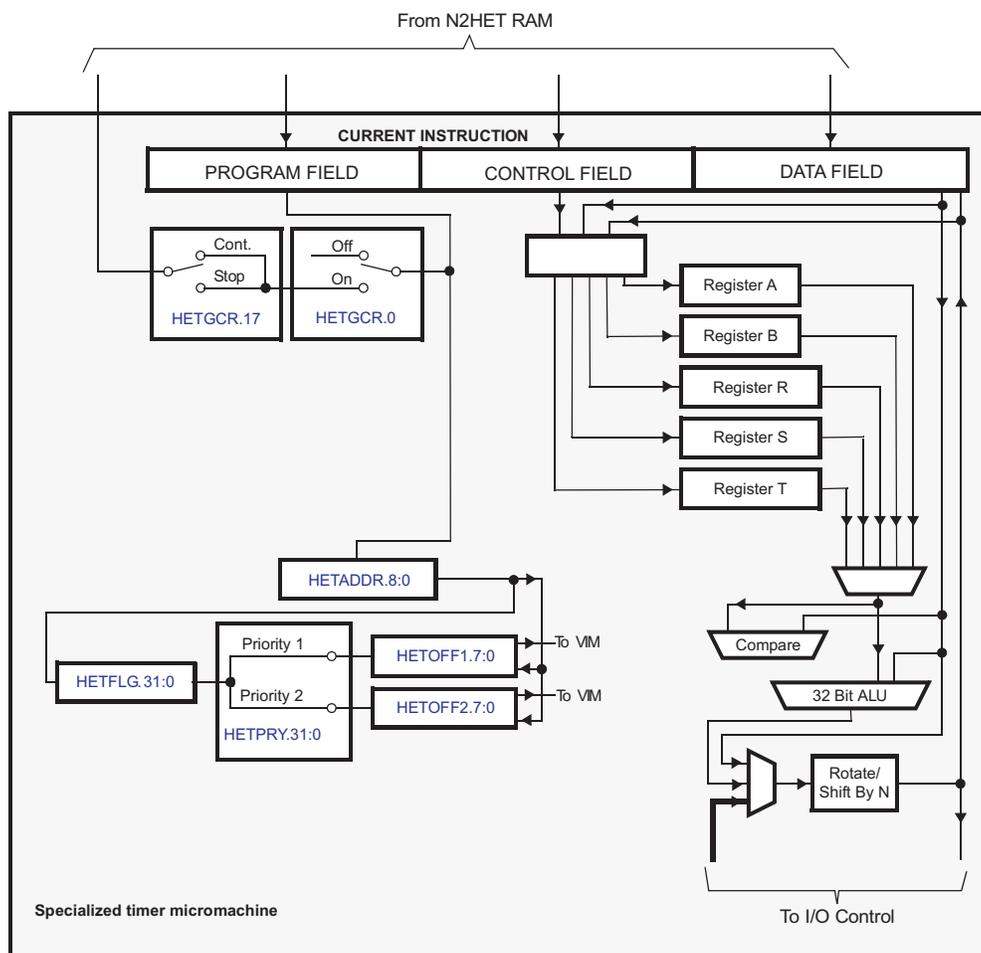 From N2HET RAM
CURRENT INSTRUCTION
PROGRAM FIELD
CONTROL FIELD
DATA FIELD
Cont.
Stop
HETGCR.17
Off
On
HETGCR.0
Register A
Register B
Register R
Register S
Register T
HETADDR.8:0
HETFLG.31:0
Priority 1
Priority 2
HETPRY.31:0
HETOFF1.7:0
To VIM
HETOFF2.7:0
To VIM
Compare
32 Bit ALU
Rotate/
Shift By N
To I/O Control
Specialized timer micromachine